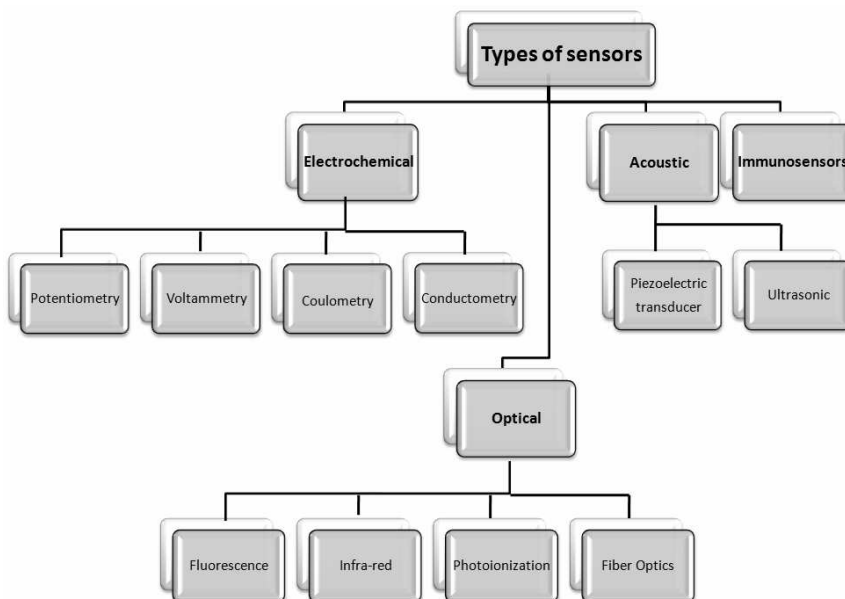 Types of sensors
Electrochemical
Acoustic
Immunosensors
Potentiometry
Voltammetry
Coulometry
Conductometry
Piezoelectric
transducer
Ultrasonic
Optical
Fluorescence
Infra-red
Photoionization
Fiber Optics